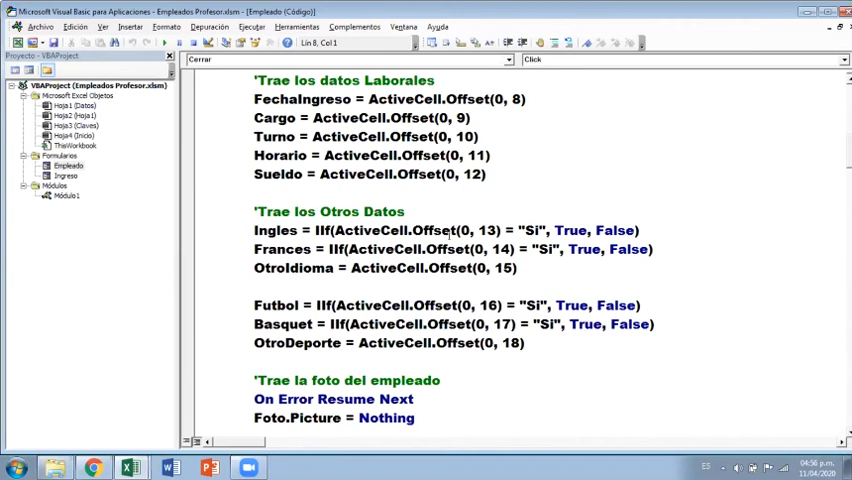 Microsoft Visual Basic para Aplicaciones - Empleados Profesor.xlsm - [Empleado (Código)]
Archivo Edición Ver Insertar Formato Depuración Ejecutar Herramientas Complementos Ventana Ayuda
Lín 8, Col 1
Proyecto - VBAProject
Cerrar Click
VBAProject (Empleados Profesor.xlsm)
Microsoft Excel Objetos
Hoja1 (Datos)
Hoja2 (Hoja1)
Hoja3 (Claves)
Hoja4 (Inicio)
ThisWorkbook
Formularios
Empleado
Ingreso
Módulos
Módulo1
'Trae los datos Laborales
FechaIngreso = ActiveCell.Offset(0, 8)
Cargo = ActiveCell.Offset(0, 9)
Turno = ActiveCell.Offset(0, 10)
Horario = ActiveCell.Offset(0, 11)
Sueldo = ActiveCell.Offset(0, 12)
'Trae los Otros Datos
Ingles = IIf(ActiveCell.Offset(0, 13) = "Si", True, False)
Frances = IIf(ActiveCell.Offset(0, 14) = "Si", True, False)
OtroIdioma = ActiveCell.Offset(0, 15)
Futbol = IIf(ActiveCell.Offset(0, 16) = "Si", True, False)
Basquet = IIf(ActiveCell.Offset(0, 17) = "Si", True, False)
OtroDeporte = ActiveCell.Offset(0, 18)
'Trae la foto del empleado
On Error Resume Next
Foto.Picture = Nothing
ES
04:56 p.m.
11/04/2020